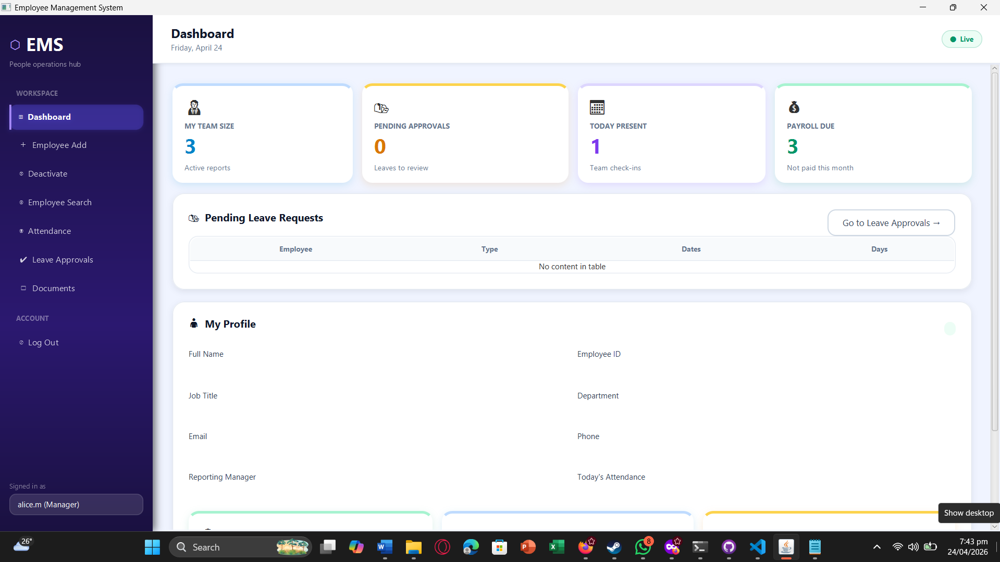 Employee Management System
EMS
People operations hub
WORKSPACE
Dashboard
Employee Add
Deactivate
Employee Search
Attendance
Leave Approvals
Documents
ACCOUNT
Log Out
Signed in as
alice.m (Manager)
Dashboard
Friday, April 24
Live
MY TEAM SIZE
3
Active reports
PENDING APPROVALS
0
Leaves to review
TODAY PRESENT
1
Team check-ins
PAYROLL DUE
3
Not paid this month
Pending Leave Requests
Go to Leave Approvals →
Employee Type Dates Days
No content in table
My Profile
Full Name Employee ID
Job Title Department
Email Phone
Reporting Manager Today's Attendance
Show desktop
26°
Search
8
7:43 pm
24/04/2026